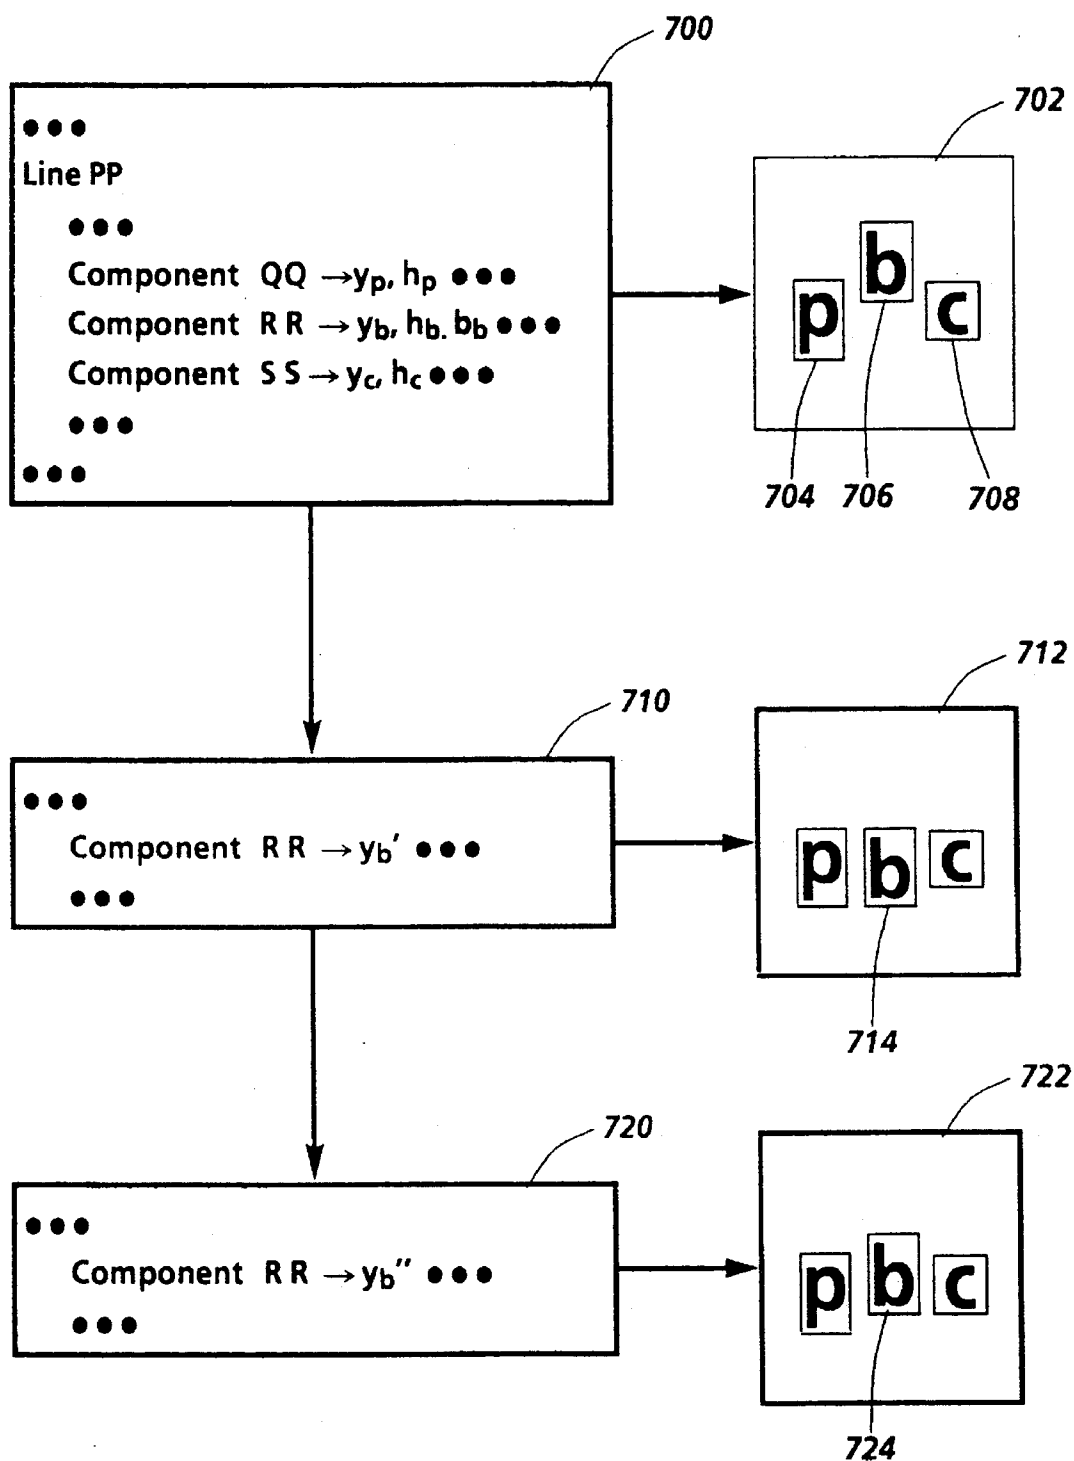 700
702
●●●
Line PP
●●●
Component QQ →yp, hp ●●●
Component RR →yb, hb. bb ●●●
Component SS →yc, hc ●●●
●●●
●●●
p b c
704 706 708
710
712
●●●
Component RR →yb′ ●●●
●●●
p b c
714
720
722
●●●
Component RR →yb″ ●●●
●●●
p b c
724